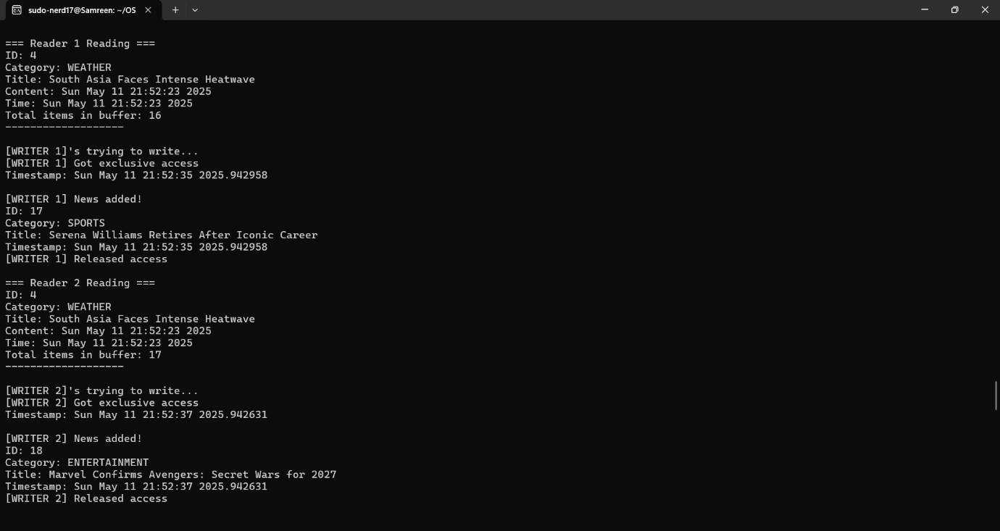 sudo-nerd17@Samreen: ~/OS
=== Reader 1 Reading ===
ID: 4
Category: WEATHER
Title: South Asia Faces Intense Heatwave
Content: Sun May 11 21:52:23 2025
Time: Sun May 11 21:52:23 2025
Total items in buffer: 16
-------------------
[WRITER 1]'s trying to write...
[WRITER 1] Got exclusive access
Timestamp: Sun May 11 21:52:35 2025.942958
[WRITER 1] News added!
ID: 17
Category: SPORTS
Title: Serena Williams Retires After Iconic Career
Timestamp: Sun May 11 21:52:35 2025.942958
[WRITER 1] Released access
=== Reader 2 Reading ===
ID: 4
Category: WEATHER
Title: South Asia Faces Intense Heatwave
Content: Sun May 11 21:52:23 2025
Time: Sun May 11 21:52:23 2025
Total items in buffer: 17
-------------------
[WRITER 2]'s trying to write...
[WRITER 2] Got exclusive access
Timestamp: Sun May 11 21:52:37 2025.942631
[WRITER 2] News added!
ID: 18
Category: ENTERTAINMENT
Title: Marvel Confirms Avengers: Secret Wars for 2027
Timestamp: Sun May 11 21:52:37 2025.942631
[WRITER 2] Released access